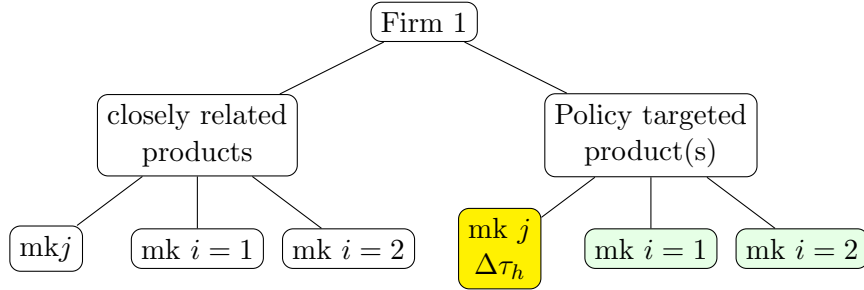 Firm 1
closely related
products
Policy targeted
product(s)
mkj
mk i = 1
mk i = 2
mk j
Δτ_h
mk i = 1
mk i = 2